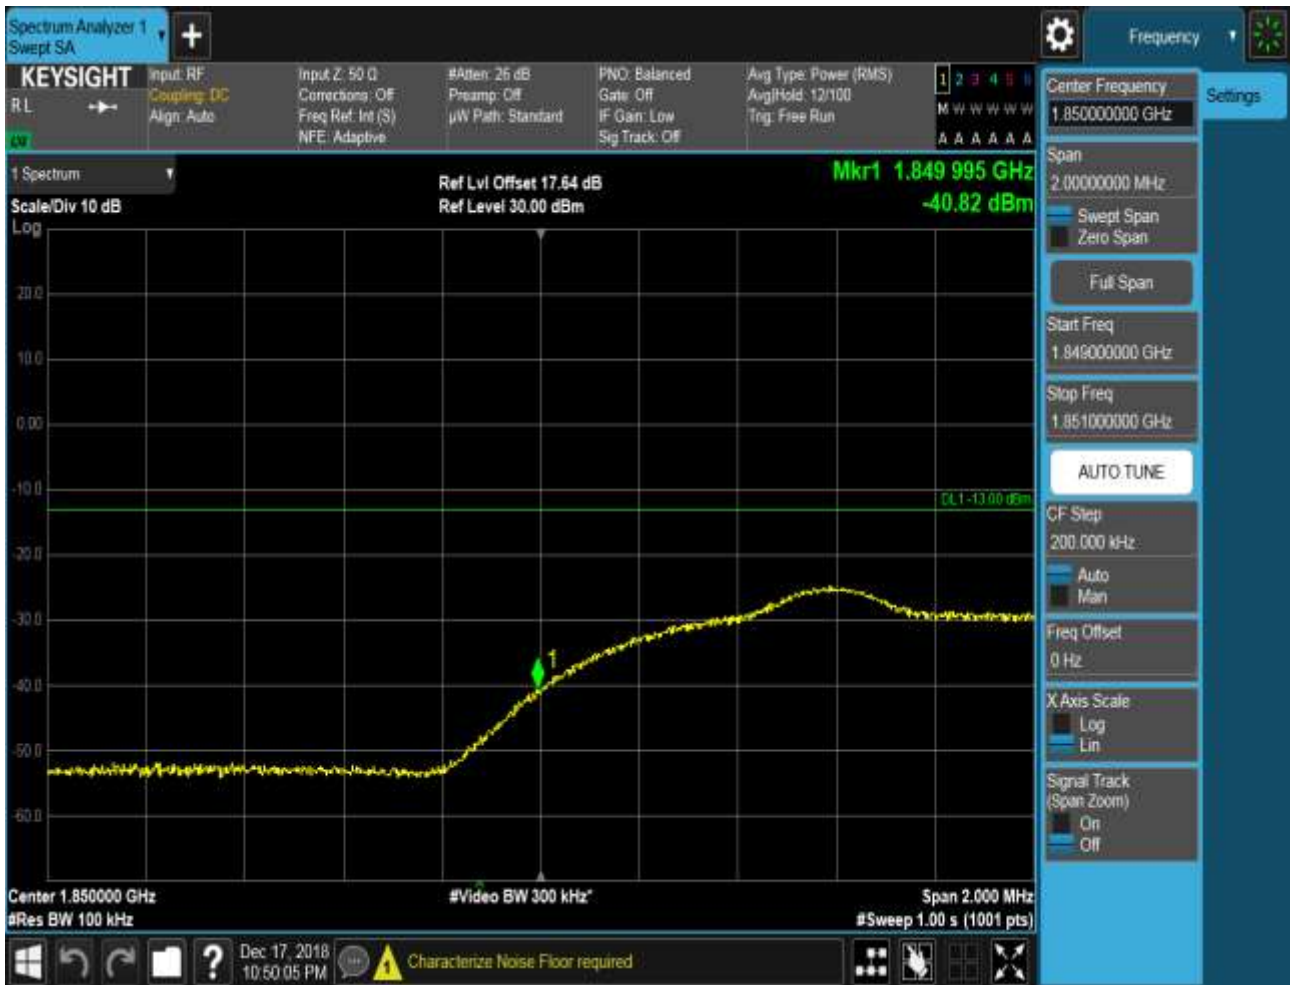 Spectrum Analyzer 1
Swept SA
+
Frequency
KEYSIGHT
RL
Input: RF
Coupling: DC
Align: Auto
Input Z: 50 Ω
Corrections: Off
Freq Ref: Int (S)
NFE: Adaptive
#Atten: 26 dB
Preamp: Off
µW Path: Standard
PNO: Balanced
Gate: Off
IF Gain: Low
Sig Track: Off
Avg Type: Power (RMS)
Avg|Hold: 12/100
Trig: Free Run
1 2 3 4 5 6
M W W W W W
A A A A A A
1 Spectrum
Scale/Div 10 dB
Ref Lvl Offset 17.64 dB
Ref Level 30.00 dBm
Mkr1 1.849 995 GHz
-40.82 dBm
Log
20.0
10.0
0.00
-10.0
DL1 -13.00 dBm
-20.0
-30.0
1
-40.0
-50.0
-60.0
Center 1.850000 GHz
#Video BW 300 kHz*
Span 2.000 MHz
#Res BW 100 kHz
#Sweep 1.00 s (1001 pts)
Center Frequency
1.850000000 GHz
Settings
Span
2.00000000 MHz
Swept Span
Zero Span
Full Span
Start Freq
1.849000000 GHz
Stop Freq
1.851000000 GHz
AUTO TUNE
CF Step
200.000 kHz
Auto
Man
Freq Offset
0 Hz
X Axis Scale
Log
Lin
Signal Track
(Span Zoom)
On
Off
?
Dec 17, 2018
10:50:05 PM
1
Characterize Noise Floor required